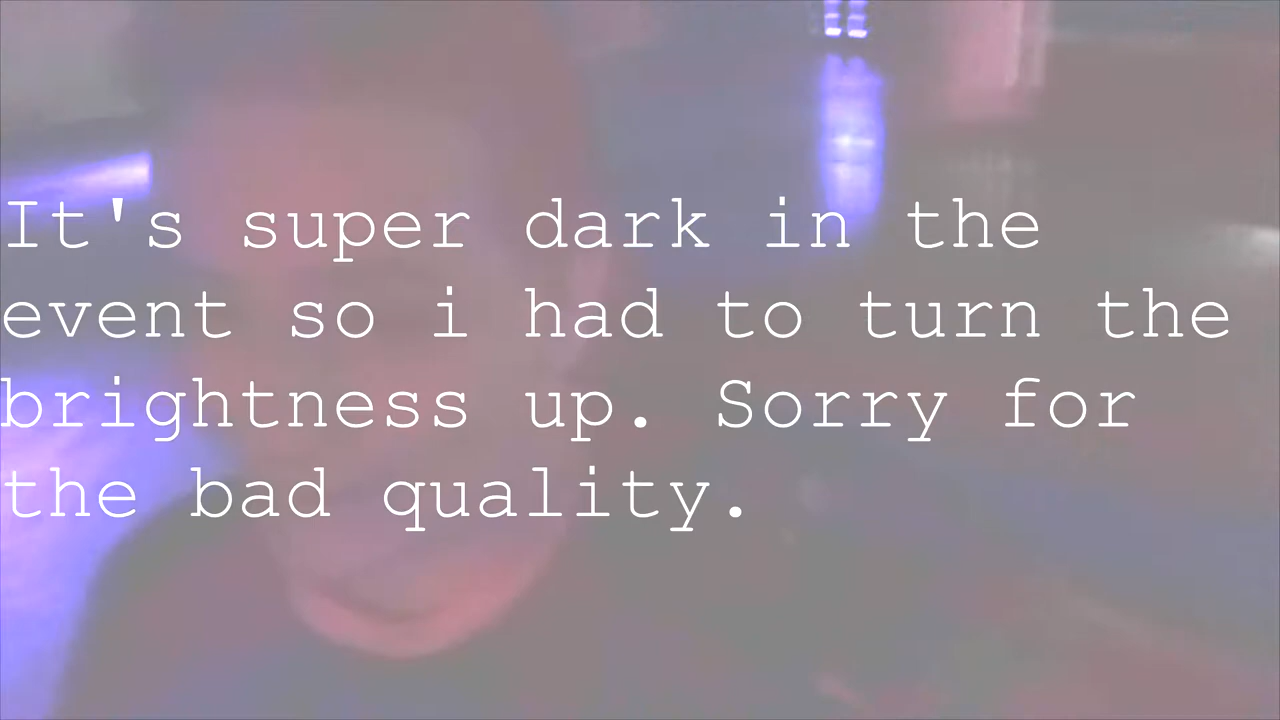 It's super dark in the
event so i had to turn the
brightness up. Sorry for
the bad quality.